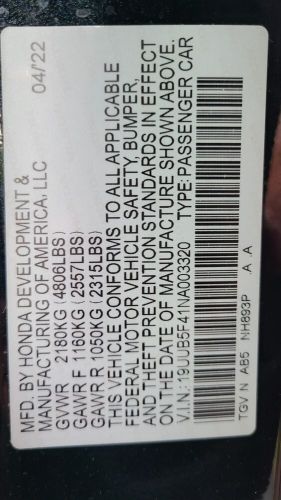 MFD. BY HONDA DEVELOPMENT &
MANUFACTURING OF AMERICA, LLC 04/22
GVWR 2180KG (4806LBS)
GAWR F 1160KG (2557LBS)
GAWR R 1050KG (2315LBS)
THIS VEHICLE CONFORMS TO ALL APPLICABLE
FEDERAL MOTOR VEHICLE SAFETY, BUMPER,
AND THEFT PREVENTION STANDARDS IN EFFECT
ON THE DATE OF MANUFACTURE SHOWN ABOVE.
V.I.N.: 19UUB5F41NA003320 TYPE: PASSENGER CAR
TGV N AB5 NH893P A A